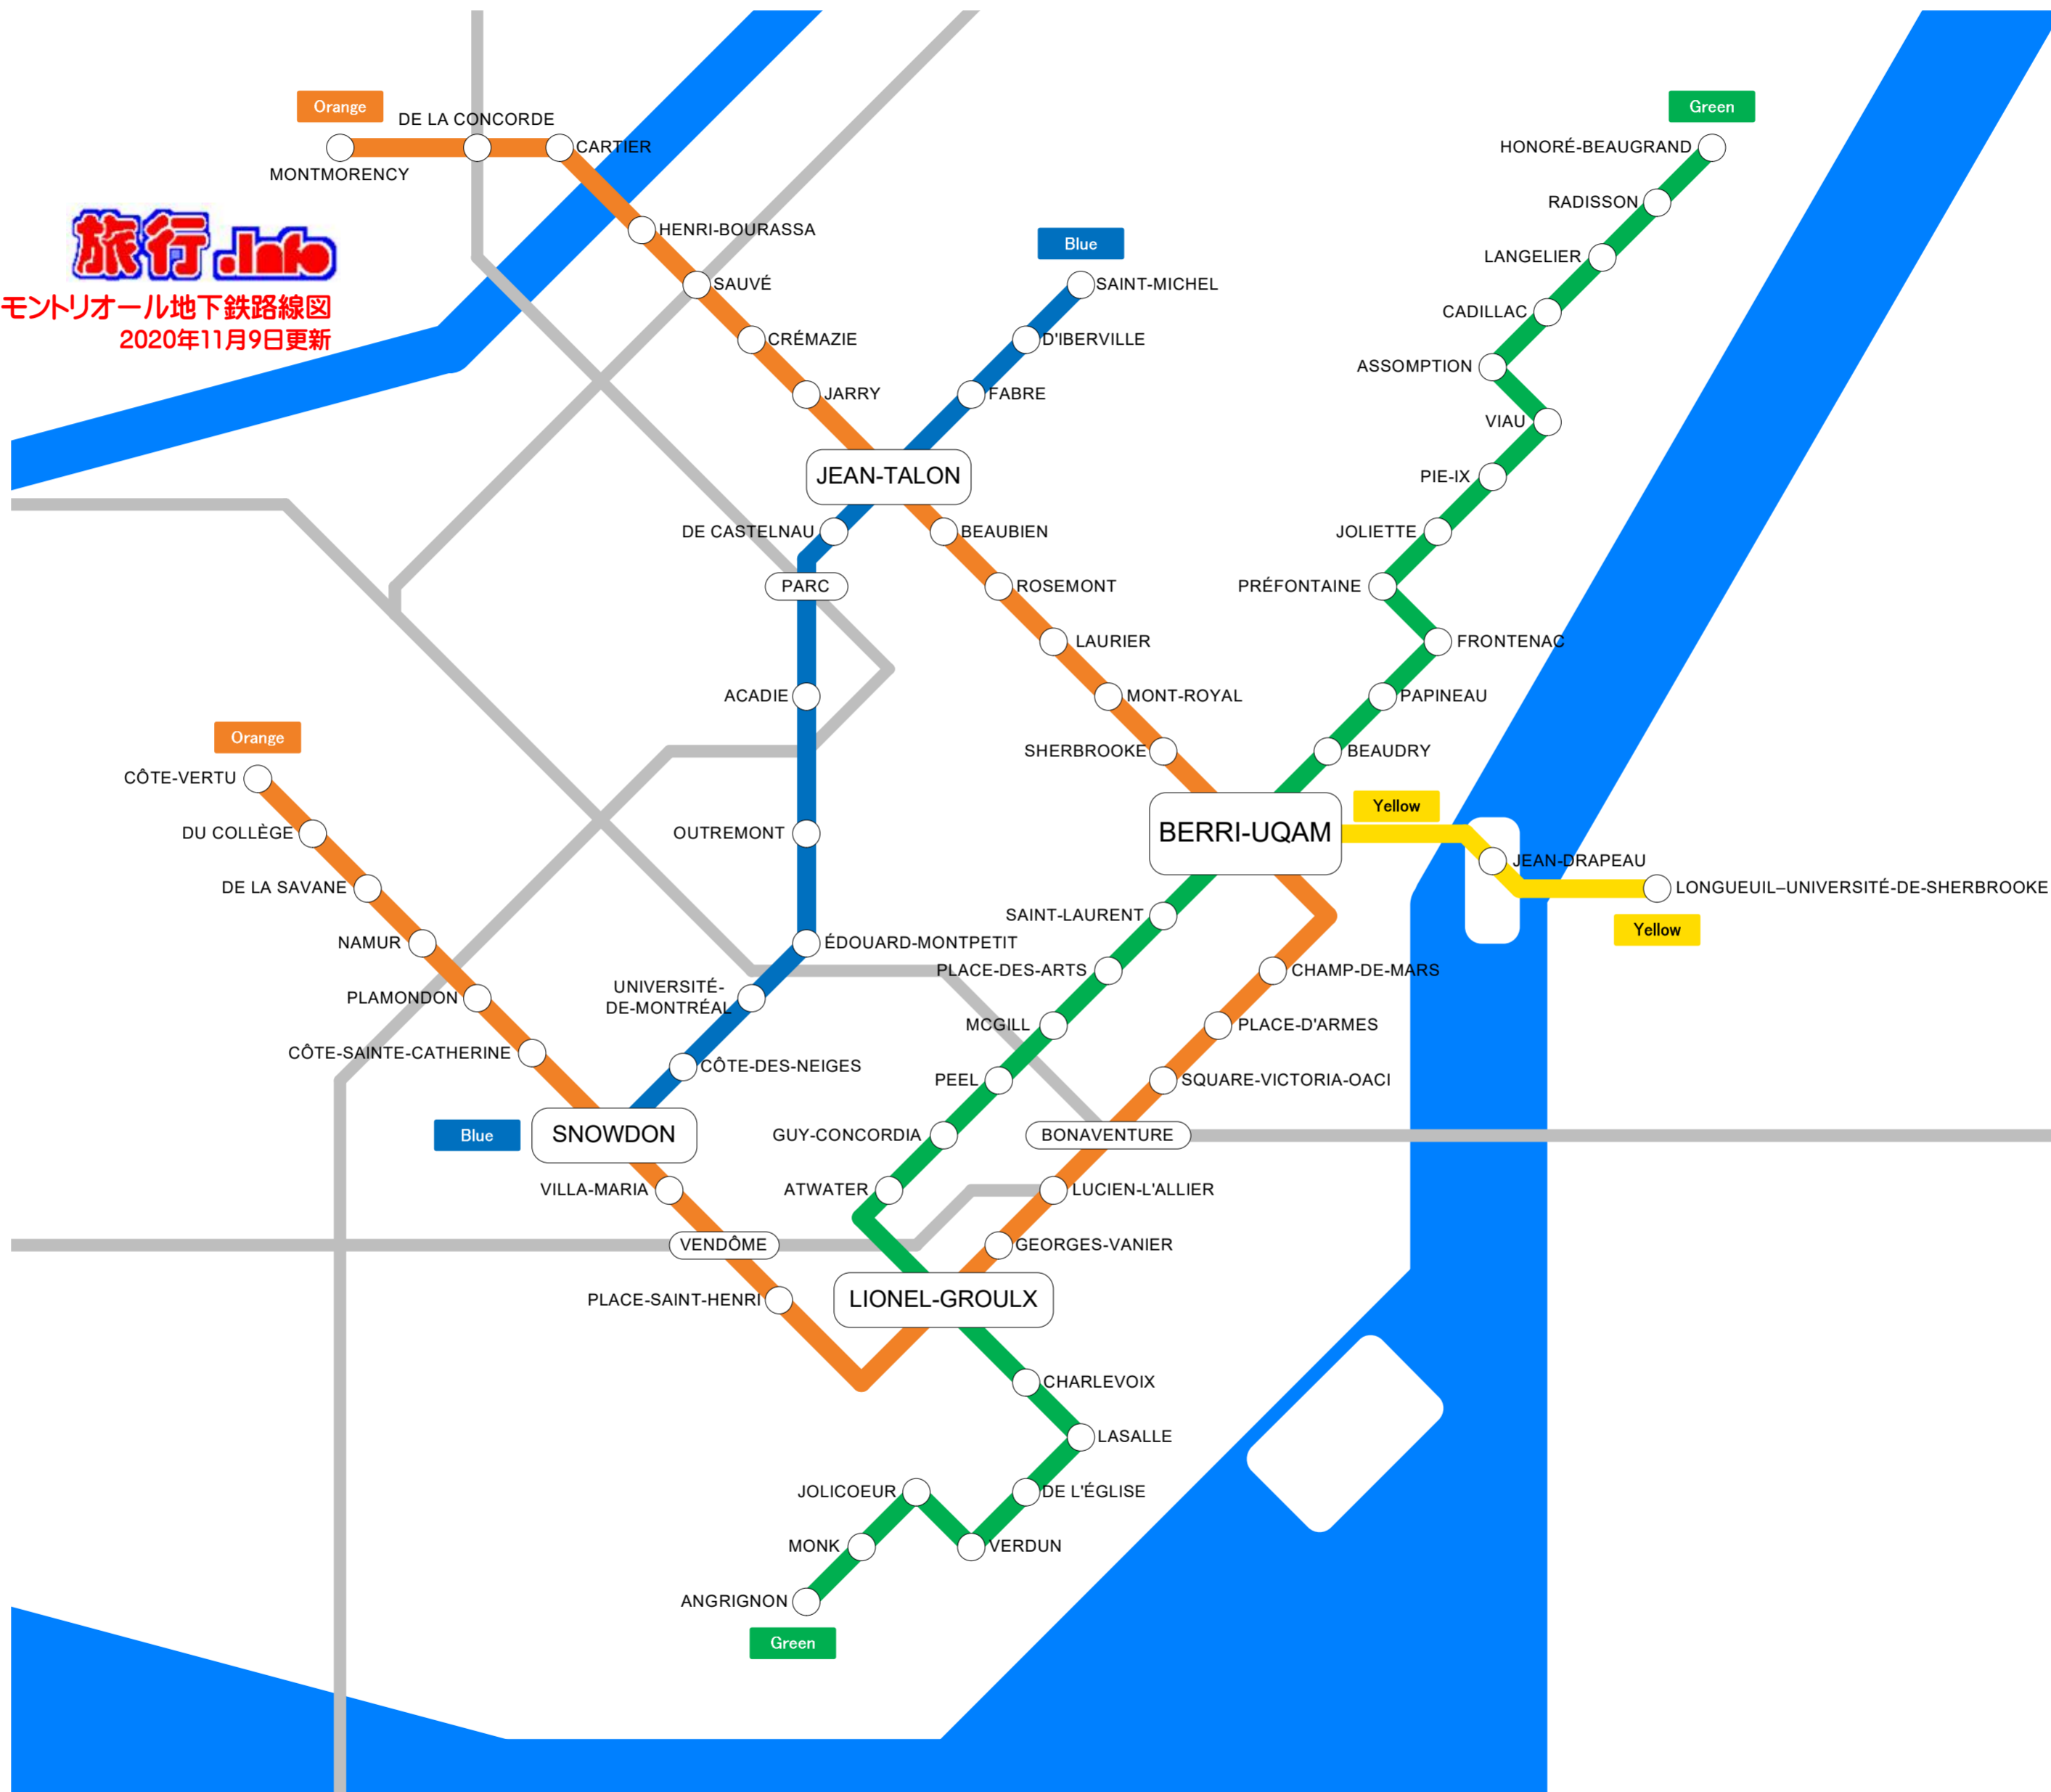 Orange
Green
DE LA CONCORDE
HONORÉ-BEAUGRAND
CARTIER
MONTMORENCY
RADISSON
旅行.Info
HENRI-BOURASSA
Blue
LANGELIER
SAUVÉ
SAINT-MICHEL
モントリオール地下鉄路線図
CADILLAC
2020年11月9日更新
CRÉMAZIE
D'IBERVILLE
ASSOMPTION
JARRY
FABRE
VIAU
JEAN-TALON
PIE-IX
DE CASTELNAU
BEAUBIEN
JOLIETTE
PARC
ROSEMONT
PRÉFONTAINE
LAURIER
FRONTENAC
ACADIE
MONT-ROYAL
PAPINEAU
Orange
SHERBROOKE
BEAUDRY
CÔTE-VERTU
Yellow
DU COLLÈGE
OUTREMONT
BERRI-UQAM
JEAN-DRAPEAU
DE LA SAVANE
LONGUEUIL–UNIVERSITÉ-DE-SHERBROOKE
SAINT-LAURENT
Yellow
NAMUR
ÉDOUARD-MONTPETIT
PLACE-DES-ARTS
CHAMP-DE-MARS
UNIVERSITÉ-
DE-MONTRÉAL
PLAMONDON
MCGILL
PLACE-D'ARMES
CÔTE-SAINTE-CATHERINE
CÔTE-DES-NEIGES
PEEL
SQUARE-VICTORIA-OACI
Blue
SNOWDON
GUY-CONCORDIA
BONAVENTURE
VILLA-MARIA
ATWATER
LUCIEN-L'ALLIER
VENDÔME
GEORGES-VANIER
PLACE-SAINT-HENRI
LIONEL-GROULX
CHARLEVOIX
LASALLE
JOLICOEUR
DE L'ÉGLISE
MONK
VERDUN
ANGRIGNON
Green